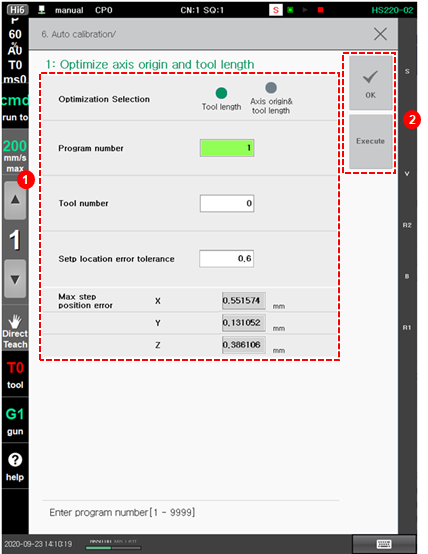 Hi6 manual CP0 CN:1 SQ:1 S HS220-02
P
60
%
A0
T0
ms0
cmd
run to
200
mm/s
max
1
Direct
Teach
T0
tool
G1
gun
?
help
6. Auto calibration/
1: Optimize axis origin and tool length
Optimization Selection
Tool length
Axis origin&
tool length
Program number 1
Tool number 0
Setp location error tolerance 0.6
Max step
position error
X 0.551574 mm
Y 0.131052 mm
Z 0.386106 mm
1
OK
Execute
2
S
V
R2
B
R1
Enter program number[1 - 9999]
2020-09-23 14:10:19